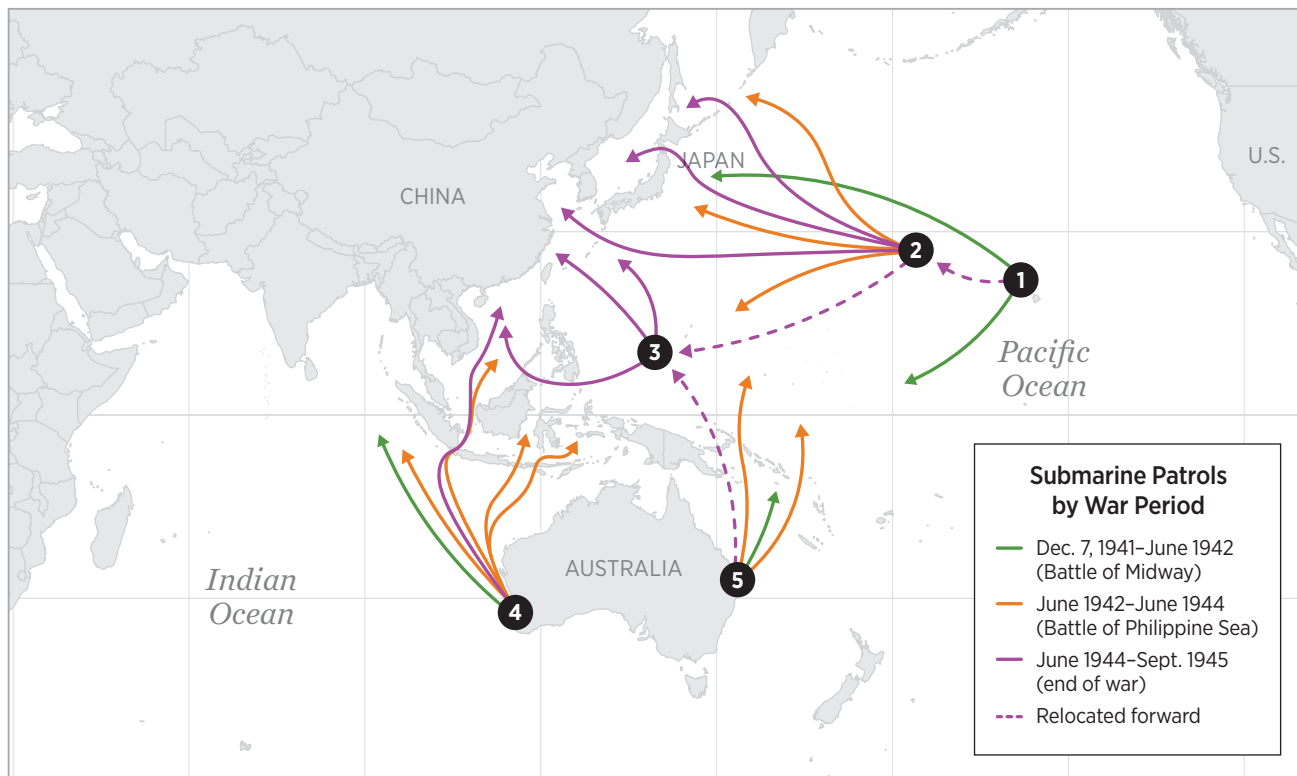 JAPAN
U.S.
CHINA
2
1
3
Pacific
Ocean
AUSTRALIA
5
4
Indian
Ocean
Submarine Patrols
by War Period
Dec. 7, 1941–June 1942
(Battle of Midway)
June 1942–June 1944
(Battle of Philippine Sea)
June 1944–Sept. 1945
(end of war)
Relocated forward